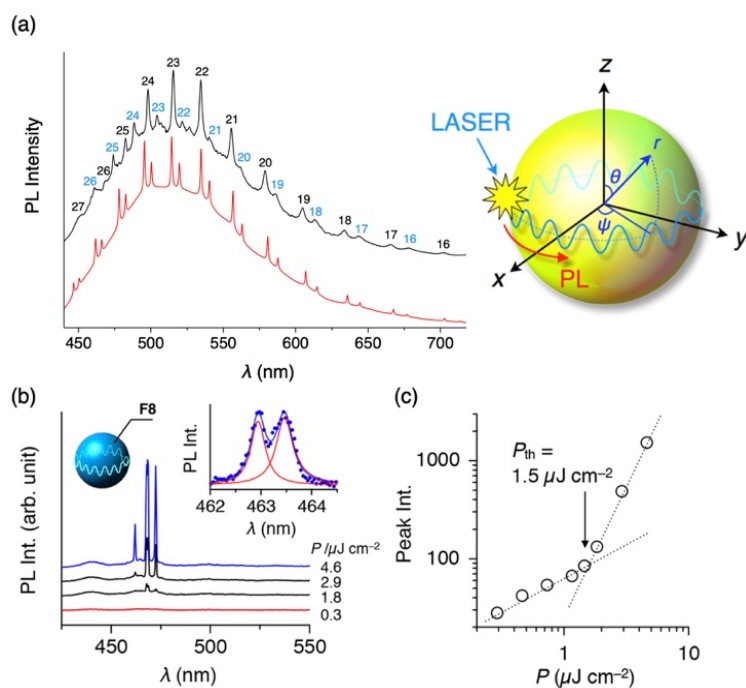 (a)
PL Intensity
27
26
26
25
25
24
24
23
23
22
22
21
21
20
20
19
19
18
18
17
17
16
16
450
500
550
600
650
700
λ (nm)
LASER
z
r
θ
ψ
y
x
PL
(b)
F8
PL Int. (arb. unit)
PL Int.
462
463
464
λ (nm)
P /μJ cm⁻²
4.6
2.9
1.8
0.3
450
500
550
λ (nm)
(c)
Peak Int.
1000
100
Pth =
1.5 μJ cm⁻²
1
10
P (μJ cm⁻²)